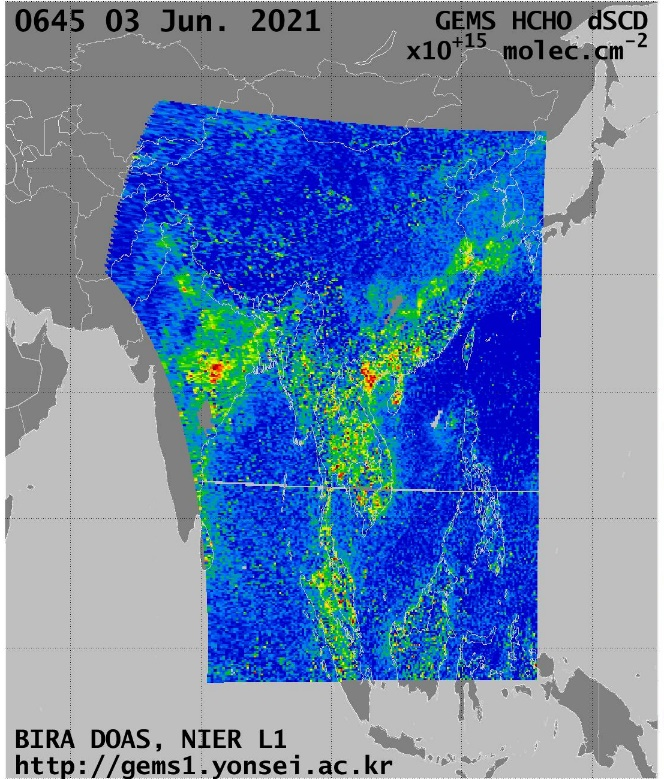 0645 03 Jun. 2021
GEMS HCHO dSCD
x10+15 molec.cm-2
BIRA DOAS, NIER L1
http://gems1.yonsei.ac.kr